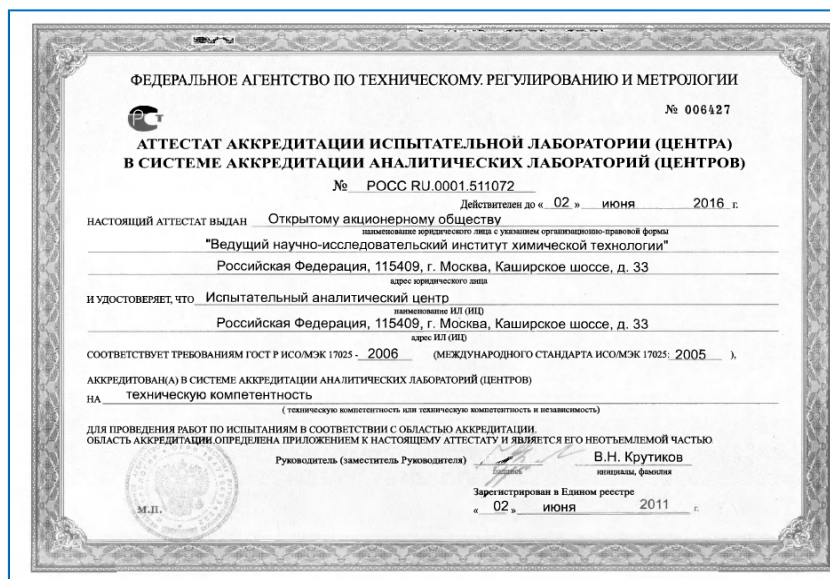 ФЕДЕРАЛЬНОЕ АГЕНТСТВО ПО ТЕХНИЧЕСКОМУ. РЕГУЛИРОВАНИЮ И МЕТРОЛОГИИ
№ 006427
АТТЕСТАТ АККРЕДИТАЦИИ ИСПЫТАТЕЛЬНОЙ ЛАБОРАТОРИИ (ЦЕНТРА)
В СИСТЕМЕ АККРЕДИТАЦИИ АНАЛИТИЧЕСКИХ ЛАБОРАТОРИЙ (ЦЕНТРОВ)
№ РОСС RU.0001.511072
Действителен до « 02 » июня 2016 г.
НАСТОЯЩИЙ АТТЕСТАТ ВЫДАН Открытому акционерному обществу
наименование юридического лица с указанием организационно-правовой формы
"Ведущий научно-исследовательский институт химической технологии"
Российская Федерация, 115409, г. Москва, Каширское шоссе, д. 33
адрес юридического лица
И УДОСТОВЕРЯЕТ, ЧТО Испытательный аналитический центр
наименование ИЛ (ИЦ)
Российская Федерация, 115409, г. Москва, Каширское шоссе, д. 33
адрес ИЛ (ИЦ)
СООТВЕТСТВУЕТ ТРЕБОВАНИЯМ ГОСТ Р ИСО/МЭК 17025 - 2006 (МЕЖДУНАРОДНОГО СТАНДАРТА ИСО/МЭК 17025: 2005 ),
АККРЕДИТОВАН(А) В СИСТЕМЕ АККРЕДИТАЦИИ АНАЛИТИЧЕСКИХ ЛАБОРАТОРИЙ (ЦЕНТРОВ)
НА техническую компетентность
( техническую компетентность или техническую компетентность и независимость)
ДЛЯ ПРОВЕДЕНИЯ РАБОТ ПО ИСПЫТАНИЯМ В СООТВЕТСТВИИ С ОБЛАСТЬЮ АККРЕДИТАЦИИ.
ОБЛАСТЬ АККРЕДИТАЦИИ ОПРЕДЕЛЕНА ПРИЛОЖЕНИЕМ К НАСТОЯЩЕМУ АТТЕСТАТУ И ЯВЛЯЕТСЯ ЕГО НЕОТЪЕМЛЕМОЙ ЧАСТЬЮ
Руководитель (заместитель Руководителя) В.Н. Крутиков
подпись инициалы, фамилия
Зарегистрирован в Едином реестре
М.П. « 02 » июня 2011 г.